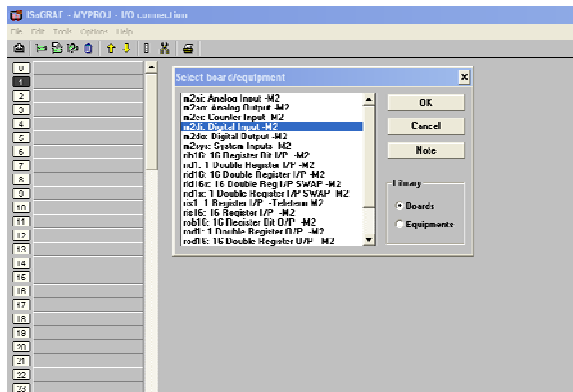 ISaGRAF - MYPROJ - I/O connection
File Edit Tools Options Help
Select board/equipment
m2ai: Analog Input -M2
m2ao: Analog Output -M2
m2ci: Counter Input -M2
m2di: Digital Input -M2
m2do: Digital Output -M2
m2sys: System Inputs -M2
rib16: 16 Register Bit I/P -M2
rid1: 1 Double Register I/P -M2
rid16: 16 Double Register I/P -M2
rid16x: 16 Double Reg I/P SWAP -M2
rid1x: 1 Double Register I/P SWAP -M2
ris1: 1 Register I/P - M2
ris16: 16 Register I/P -M2
rob16: 16 Register Bit O/P -M2
rod1: 1 Double Register O/P -M2
rod16: 16 Double Register O/P -M2
OK
Cancel
Note
Library
Boards
Equipments
0
1
2
3
4
5
6
7
8
9
10
11
12
13
14
15
16
17
18
19
20
21
22
23